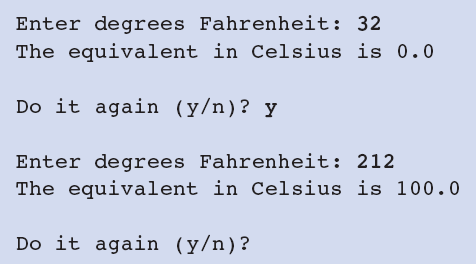 Enter degrees Fahrenheit: 32
The equivalent in Celsius is 0.0
Do it again (y/n)? y
Enter degrees Fahrenheit: 212
The equivalent in Celsius is 100.0
Do it again (y/n)?